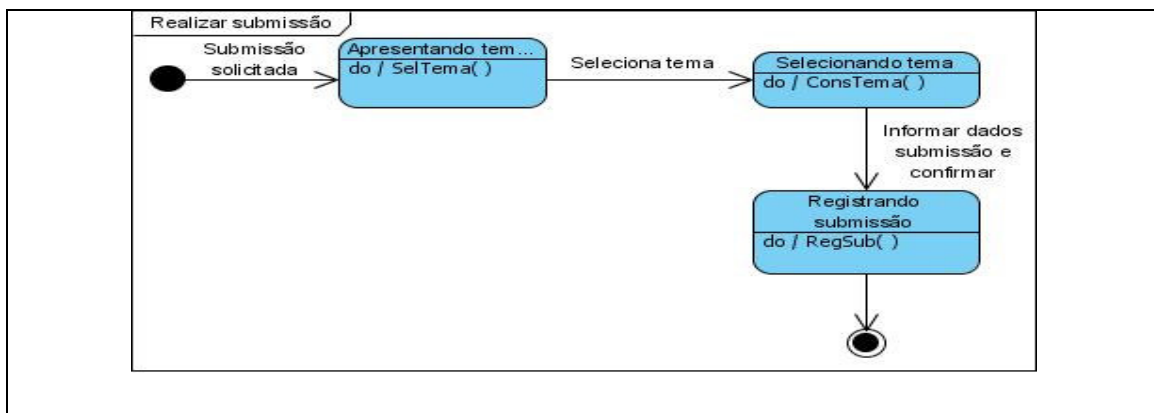 Realizar submissão
Submissão
solicitada
Apresentando tem...
do / SelTema( )
Seleciona tema
Selecionando tema
do / ConsTema( )
Informar dados
submissão e
confirmar
Registrando
submissão
do / RegSub( )